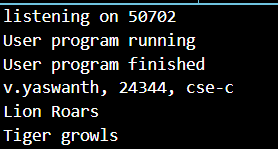 listening on 50702
User program running
User program finished
v.yaswanth, 24344, cse-c
Lion Roars
Tiger growls